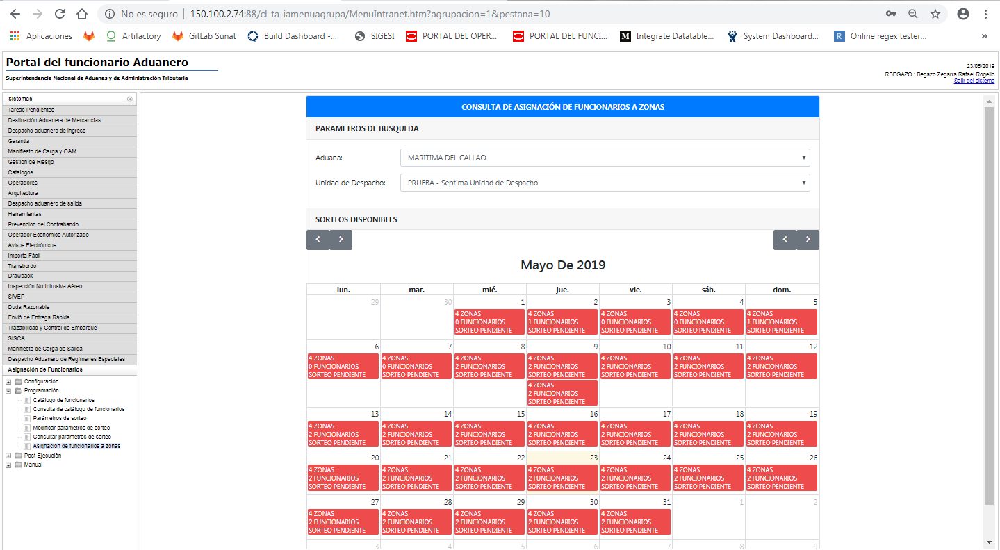 No es seguro | 150.100.2.74:88/cl-ta-iamenuagrupa/MenuIntranet.htm?agrupacion=1&pestana=10
Aplicaciones Artifactory GitLab Sunat Build Dashboard -... SIGESI PORTAL DEL OPER... PORTAL DEL FUNCI... Integrate Datatable... System Dashboard... Online regex tester... »
Portal del funcionario Aduanero
Superintendencia Nacional de Aduanas y de Administración Tributaria
23/05/2019
RBEGAZO : Begazo Zegarra Rafael Rogelio
Salir del sistema
Sistemas
Tareas Pendientes
Destinación Aduanera de Mercancias
Despacho aduanero de ingreso
Garantia
Manifiesto de Carga y OAM
Gestión de Riesgo
Catalogos
Operadores
Arquitectura
Despacho aduanero de salida
Herramientas
Prevencion del Contrabando
Operador Economico Autorizado
Avisos Electrónicos
Importa Fácil
Transbordo
Drawback
Inspección No Intrusiva Aéreo
SIVEP
Duda Razonable
Envió de Entrega Rápida
Trazabilidad y Control de Embarque
SISCA
Manifiesto de Carga de Salida
Despacho Aduanero de Regímenes Especiales
Asignación de Funcionarios
Configuración
Programación
Catálogo de funcionarios
Consulta de catálogo de funcionarios
Parámetros de sorteo
Modificar parámetros de sorteo
Consultar parámetros de sorteo
Asignación de funcionarios a zonas
Post-Ejecución
Manual
CONSULTA DE ASIGNACIÓN DE FUNCIONARIOS A ZONAS
PARAMETROS DE BUSQUEDA
Aduana: MARITIMA DEL CALLAO
Unidad de Despacho: PRUEBA - Septima Unidad de Despacho
SORTEOS DISPONIBLES
Mayo De 2019
lun. mar. mié. jue. vie. sáb. dom.
29 30 1 2 3 4 5
4 ZONAS 4 ZONAS 4 ZONAS 4 ZONAS 4 ZONAS
0 FUNCIONARIOS 1 FUNCIONARIOS 0 FUNCIONARIOS 0 FUNCIONARIOS 1 FUNCIONARIOS
SORTEO PENDIENTE SORTEO PENDIENTE SORTEO PENDIENTE SORTEO PENDIENTE SORTEO PENDIENTE
6 7 8 9 10 11 12
4 ZONAS 4 ZONAS 4 ZONAS 4 ZONAS 4 ZONAS 4 ZONAS 4 ZONAS
0 FUNCIONARIOS 0 FUNCIONARIOS 2 FUNCIONARIOS 2 FUNCIONARIOS 2 FUNCIONARIOS 2 FUNCIONARIOS 2 FUNCIONARIOS
SORTEO PENDIENTE SORTEO PENDIENTE SORTEO PENDIENTE SORTEO PENDIENTE SORTEO PENDIENTE SORTEO PENDIENTE SORTEO PENDIENTE
4 ZONAS
2 FUNCIONARIOS
SORTEO PENDIENTE
13 14 15 16 17 18 19
4 ZONAS 4 ZONAS 4 ZONAS 4 ZONAS 4 ZONAS 4 ZONAS 4 ZONAS
2 FUNCIONARIOS 2 FUNCIONARIOS 2 FUNCIONARIOS 2 FUNCIONARIOS 2 FUNCIONARIOS 2 FUNCIONARIOS 2 FUNCIONARIOS
SORTEO PENDIENTE SORTEO PENDIENTE SORTEO PENDIENTE SORTEO PENDIENTE SORTEO PENDIENTE SORTEO PENDIENTE SORTEO PENDIENTE
20 21 22 23 24 25 26
4 ZONAS 4 ZONAS 4 ZONAS 4 ZONAS 4 ZONAS 4 ZONAS 4 ZONAS
2 FUNCIONARIOS 2 FUNCIONARIOS 2 FUNCIONARIOS 2 FUNCIONARIOS 2 FUNCIONARIOS 2 FUNCIONARIOS 2 FUNCIONARIOS
SORTEO PENDIENTE SORTEO PENDIENTE SORTEO PENDIENTE SORTEO PENDIENTE SORTEO PENDIENTE SORTEO PENDIENTE SORTEO PENDIENTE
27 28 29 30 31 1 2
4 ZONAS 4 ZONAS 4 ZONAS 4 ZONAS 4 ZONAS
2 FUNCIONARIOS 2 FUNCIONARIOS 2 FUNCIONARIOS 2 FUNCIONARIOS 2 FUNCIONARIOS
SORTEO PENDIENTE SORTEO PENDIENTE SORTEO PENDIENTE SORTEO PENDIENTE SORTEO PENDIENTE
3 4 5 6 7 8 9